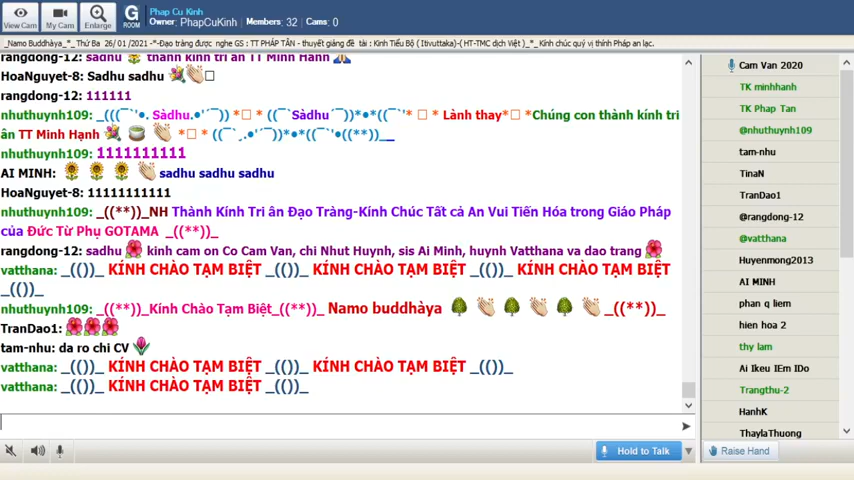 View Cam
My Cam
Enlarge
G
ROOM
Phap Cu Kinh
Owner: PhapCuKinh Members: 32 Cams: 0
_Namo Buddhàya_*_ Thứ Ba 26/ 01 /2021 -*-Đạo tràng được nghe GS : TT PHÁP TÂN - thuyết giảng đề tài : Kinh Tiểu Bộ ( Itivuttaka)-( HT-TMC dịch Việt )_*_ Kính chúc quý vị thính Pháp an lạc.
rangdong-12: sadhu thanh kinh tri an TT Minh Hanh
HoaNguyet-8: Sadhu sadhu
rangdong-12: 111111
nhuthuynh109: _(((¯`'•. Sàdhu.•'´¯)) *□ * ((¯`Sàdhu´¯))*•*((¯`'* □ * Lành thay*□ *Chúng con thành kính tri
ân TT Minh Hạnh *□ * ((¯`¸.•'´¯))*•*((¯`'•((**))_ _
nhuthuynh109: 1111111111
AI MINH: sadhu sadhu sadhu
HoaNguyet-8: 11111111111
nhuthuynh109: _((**))_NH Thành Kính Tri ân Đạo Tràng-Kính Chúc Tất cả An Vui Tiến Hóa trong Giáo Pháp
của Đức Từ Phụ GOTAMA _((**))_
rangdong-12: sadhu kinh cam on Co Cam Van, chi Nhut Huynh, sis Ai Minh, huynh Vatthana va dao trang
vatthana: _(())_ KÍNH CHÀO TẠM BIỆT _(())_ KÍNH CHÀO TẠM BIỆT _(())_ KÍNH CHÀO TẠM BIỆT
_(())_
nhuthuynh109: _((**))_Kính Chào Tạm Biệt_((**))_ Namo buddhàya _((**))_
TranDao1:
tam-nhu: da ro chi CV
vatthana: _(())_ KÍNH CHÀO TẠM BIỆT _(())_ KÍNH CHÀO TẠM BIỆT _(())_
vatthana: _(())_ KÍNH CHÀO TẠM BIỆT _(())_
Hold to Talk
Cam Van 2020
TK minhhanh
TK Phap Tan
@nhuthuynh109
tam-nhu
TinaN
TranDao1
@rangdong-12
@vatthana
Huyenmong2013
AI MINH
phan q liem
hien hoa 2
thy lam
Ai Ikeu IEm IDo
Trangthu-2
HanhK
ThaylaThuong
Raise Hand